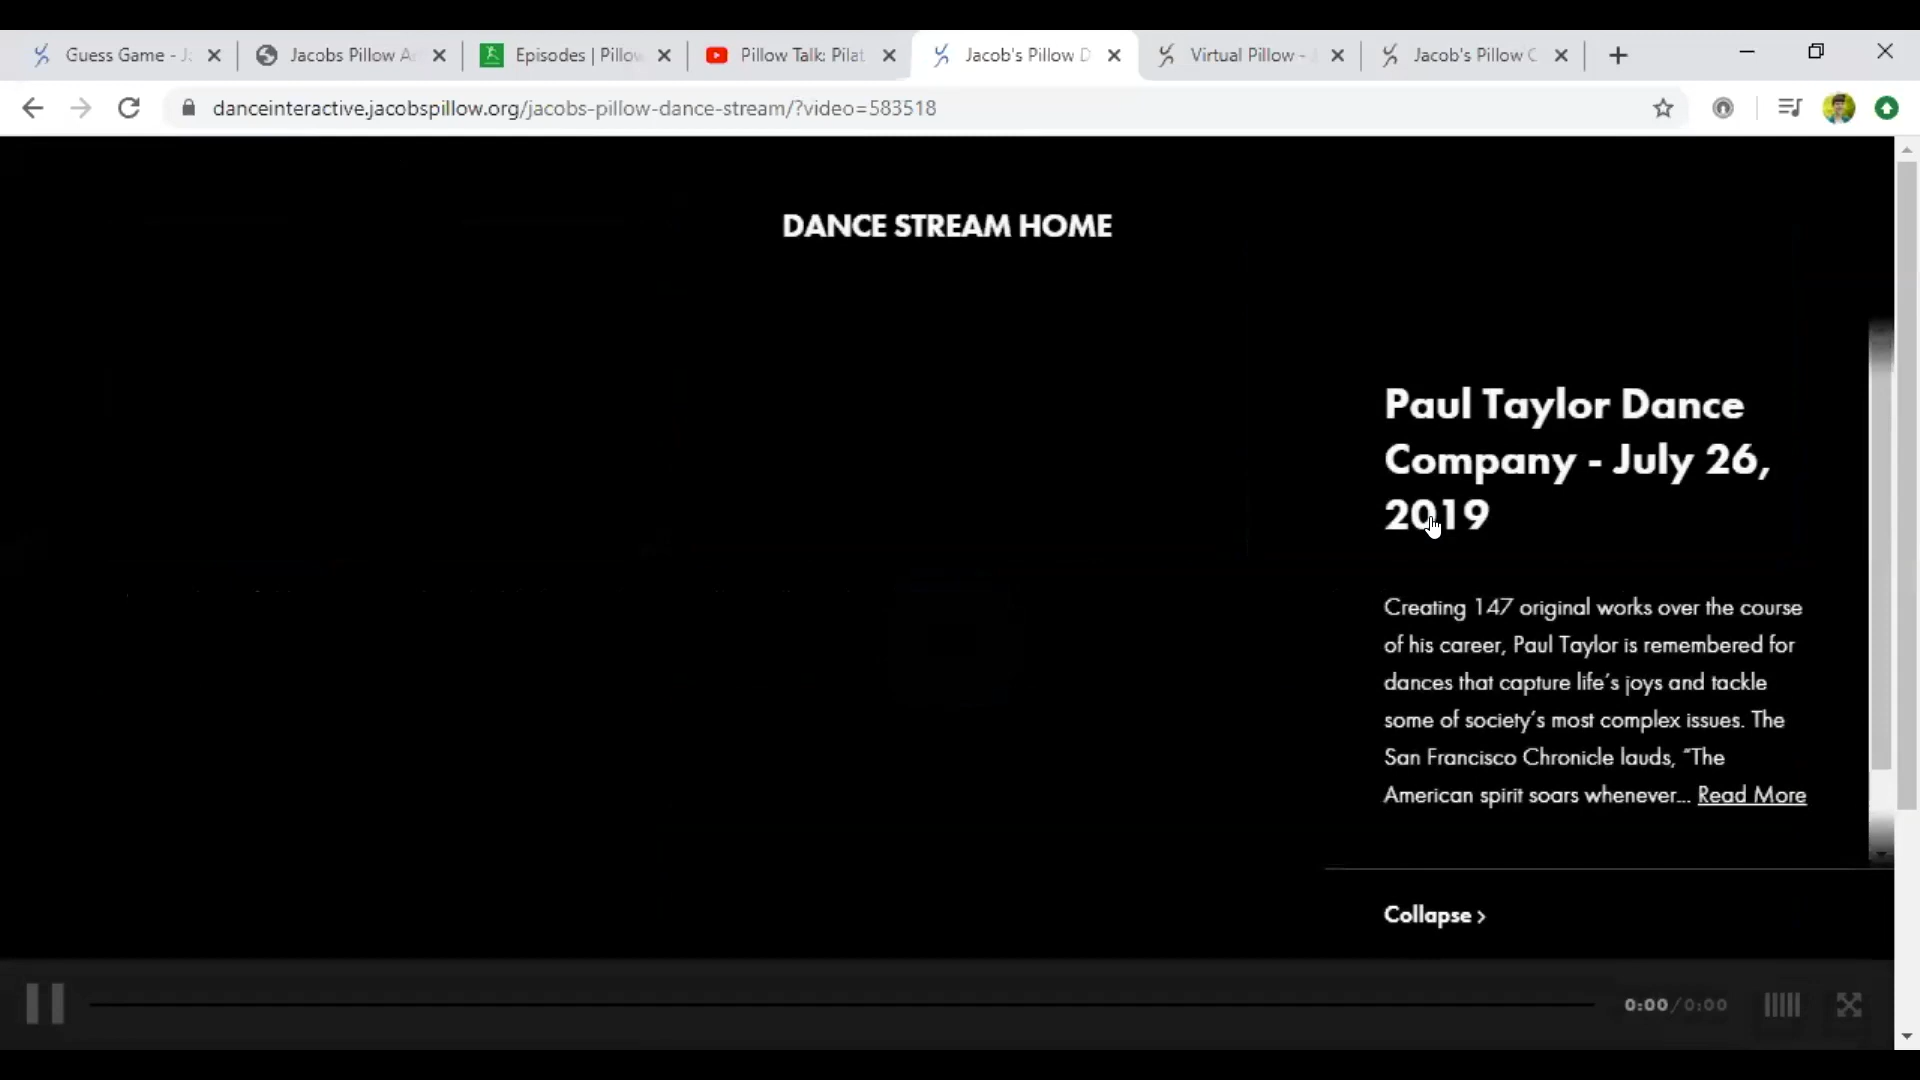 Guess Game - J
Jacobs Pillow A
Episodes | Pillow
Pillow Talk: Pilat
Jacob's Pillow D
Virtual Pillow -
Jacob's Pillow C
danceinteractive.jacobspillow.org/jacobs-pillow-dance-stream/?video=583518
DANCE STREAM HOME
Paul Taylor Dance
Company - July 26,
2019
Creating 147 original works over the course
of his career, Paul Taylor is remembered for
dances that capture life's joys and tackle
some of society's most complex issues. The
San Francisco Chronicle lauds, "The
American spirit soars whenever... Read More
Collapse >
0:00/0:00